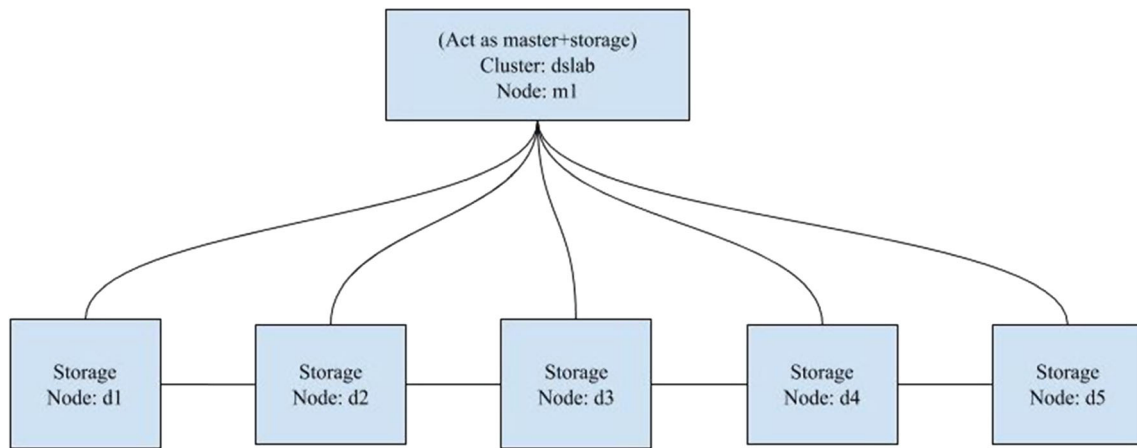 (Act as master+storage)
Cluster: dslab
Node: m1
Storage
Node: d1
Storage
Node: d2
Storage
Node: d3
Storage
Node: d4
Storage
Node: d5